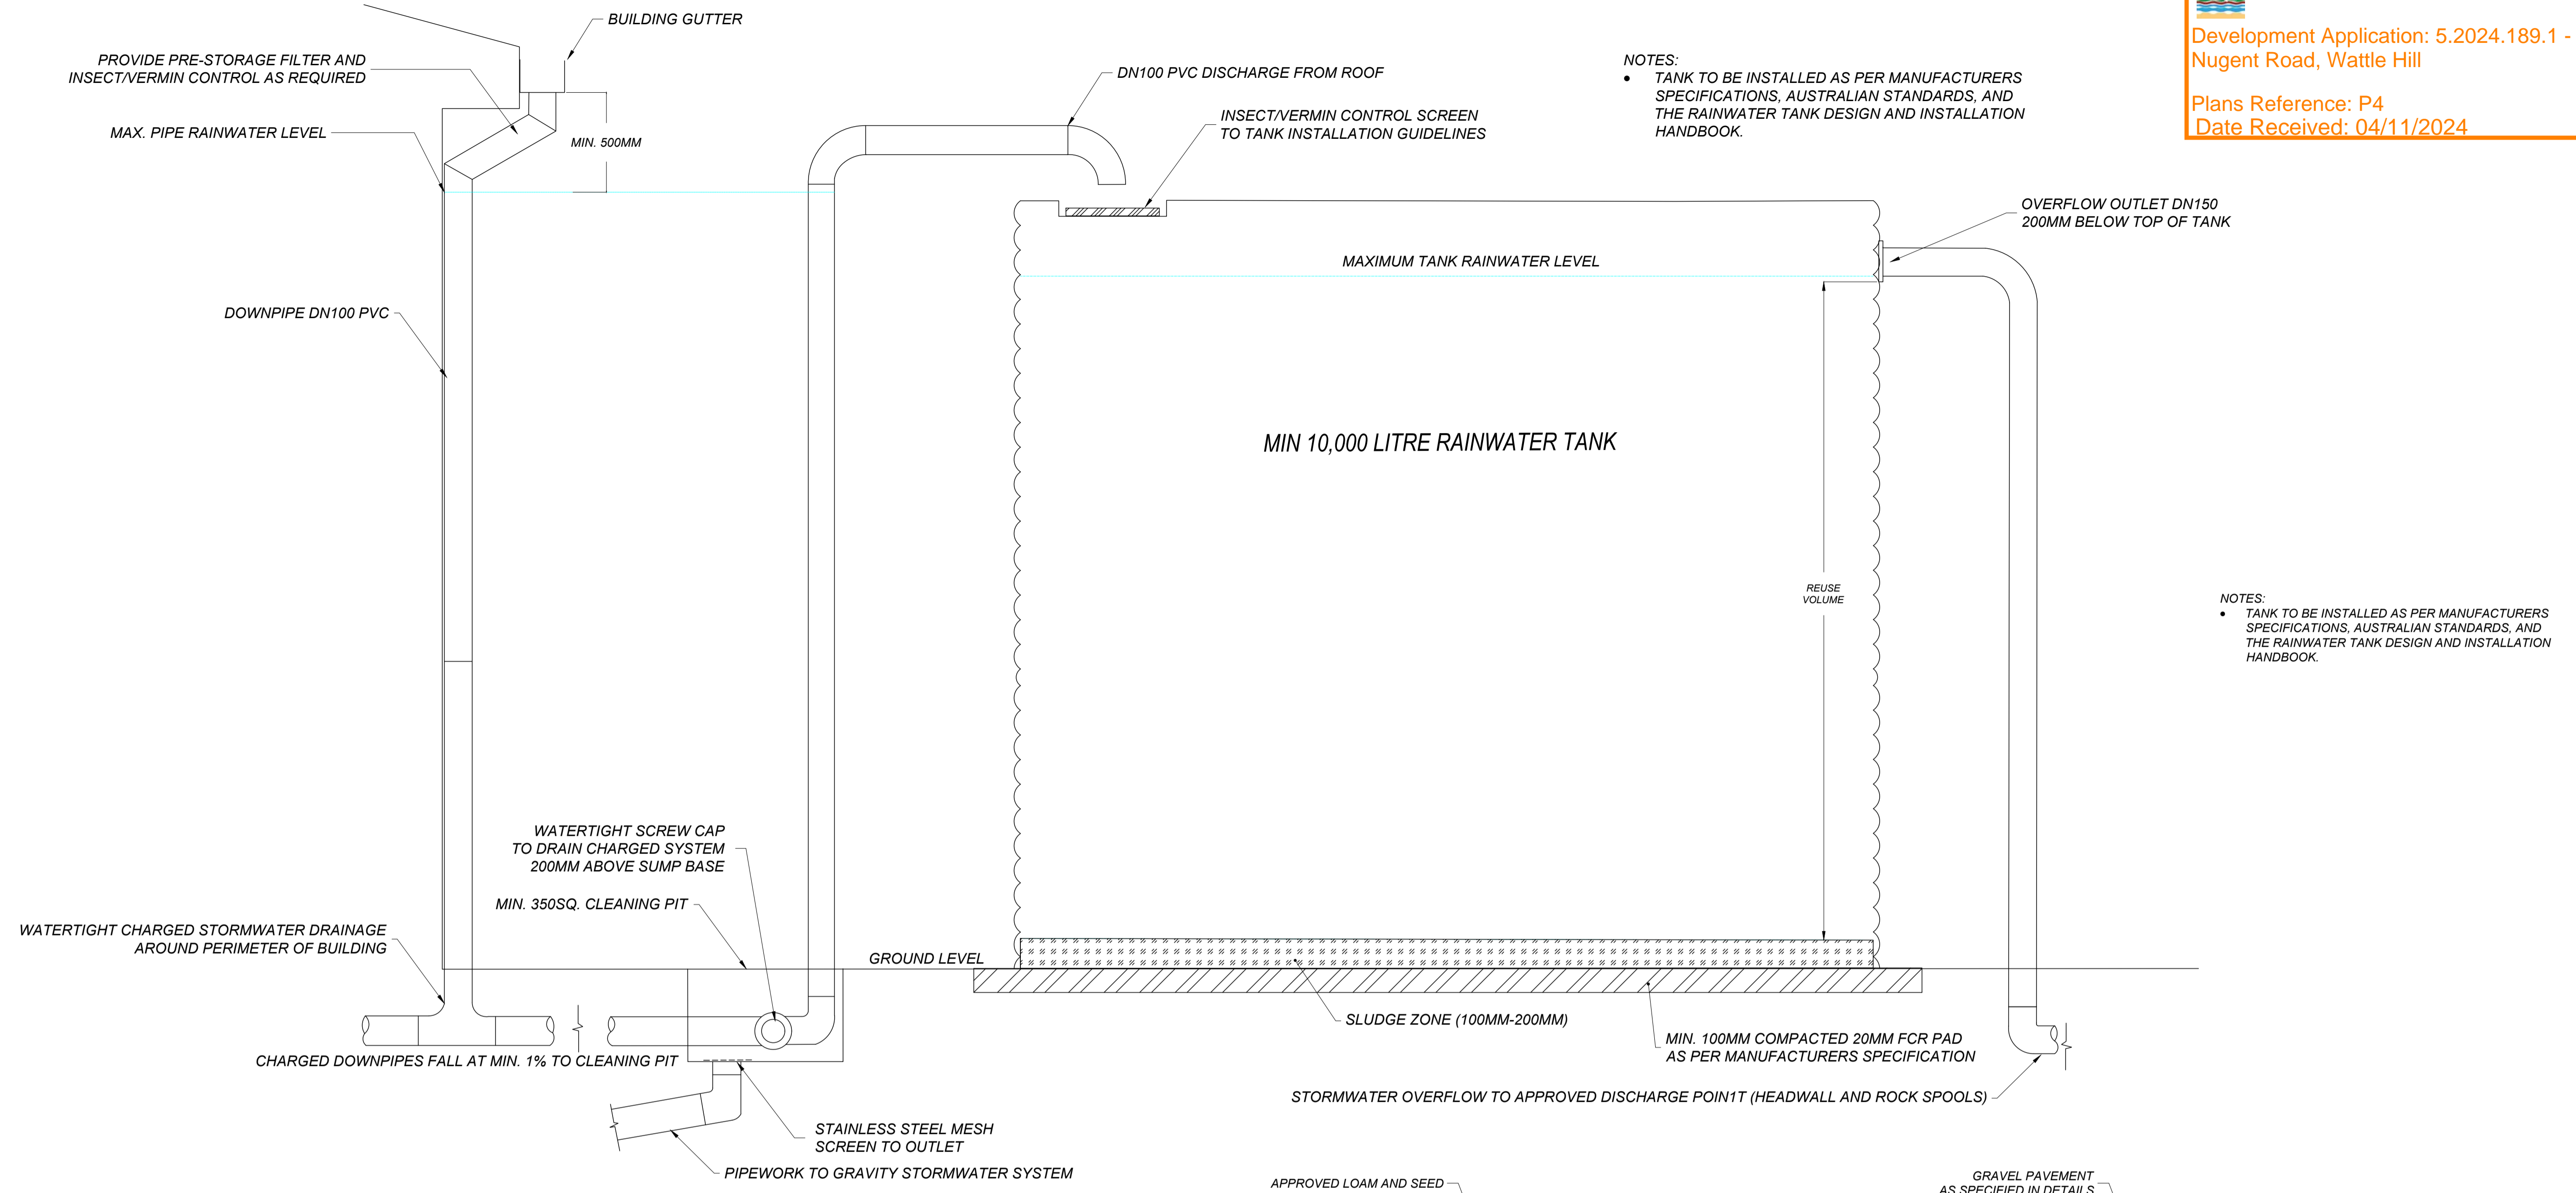 BUILDING GUTTER
PROVIDE PRE-STORAGE FILTER AND
INSECT/VERMIN CONTROL AS REQUIRED
MAX. PIPE RAINWATER LEVEL
MIN. 500MM
DN100 PVC DISCHARGE FROM ROOF
INSECT/VERMIN CONTROL SCREEN
TO TANK INSTALLATION GUIDELINES
NOTES:
• TANK TO BE INSTALLED AS PER MANUFACTURERS
SPECIFICATIONS, AUSTRALIAN STANDARDS, AND
THE RAINWATER TANK DESIGN AND INSTALLATION
HANDBOOK.
Development Application: 5.2024.189.1 -
Nugent Road, Wattle Hill
Plans Reference: P4
Date Received: 04/11/2024
OVERFLOW OUTLET DN150
200MM BELOW TOP OF TANK
MAXIMUM TANK RAINWATER LEVEL
DOWNPIPE DN100 PVC
MIN 10,000 LITRE RAINWATER TANK
REUSE
VOLUME
NOTES:
• TANK TO BE INSTALLED AS PER MANUFACTURERS
SPECIFICATIONS, AUSTRALIAN STANDARDS, AND
THE RAINWATER TANK DESIGN AND INSTALLATION
HANDBOOK.
WATERTIGHT SCREW CAP
TO DRAIN CHARGED SYSTEM
200MM ABOVE SUMP BASE
MIN. 350SQ. CLEANING PIT
WATERTIGHT CHARGED STORMWATER DRAINAGE
AROUND PERIMETER OF BUILDING
GROUND LEVEL
SLUDGE ZONE (100MM-200MM)
MIN. 100MM COMPACTED 20MM FCR PAD
AS PER MANUFACTURERS SPECIFICATION
CHARGED DOWNPIPES FALL AT MIN. 1% TO CLEANING PIT
STORMWATER OVERFLOW TO APPROVED DISCHARGE POIN1T (HEADWALL AND ROCK SPOOLS)
STAINLESS STEEL MESH
SCREEN TO OUTLET
PIPEWORK TO GRAVITY STORMWATER SYSTEM
APPROVED LOAM AND SEED
GRAVEL PAVEMENT
AS SPECIFIED IN DETAILS